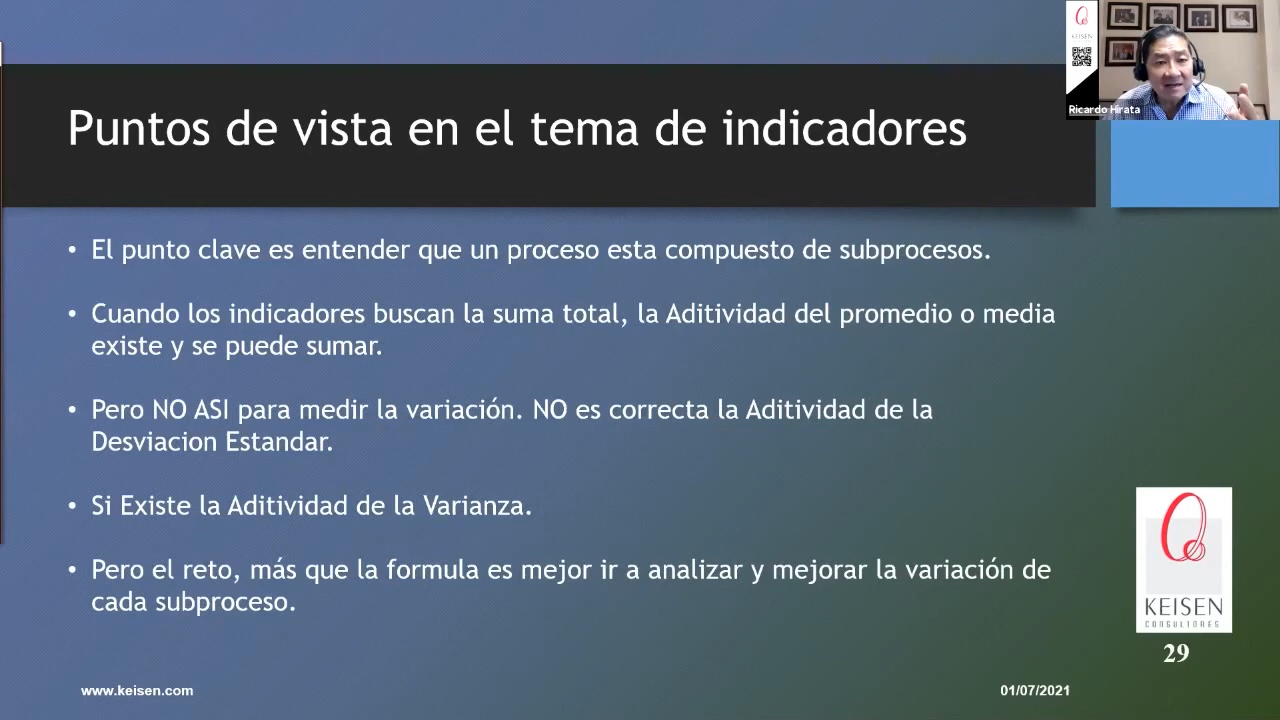 KEISEN
Ricardo Hirata
Puntos de vista en el tema de indicadores
• El punto clave es entender que un proceso esta compuesto de subprocesos.
• Cuando los indicadores buscan la suma total, la Aditividad del promedio o media
existe y se puede sumar.
• Pero NO ASI para medir la variación. NO es correcta la Aditividad de la
Desviacion Estandar.
• Si Existe la Aditividad de la Varianza.
• Pero el reto, más que la formula es mejor ir a analizar y mejorar la variación de
cada subproceso.
KEISEN
CONSULTORES
29
www.keisen.com
01/07/2021